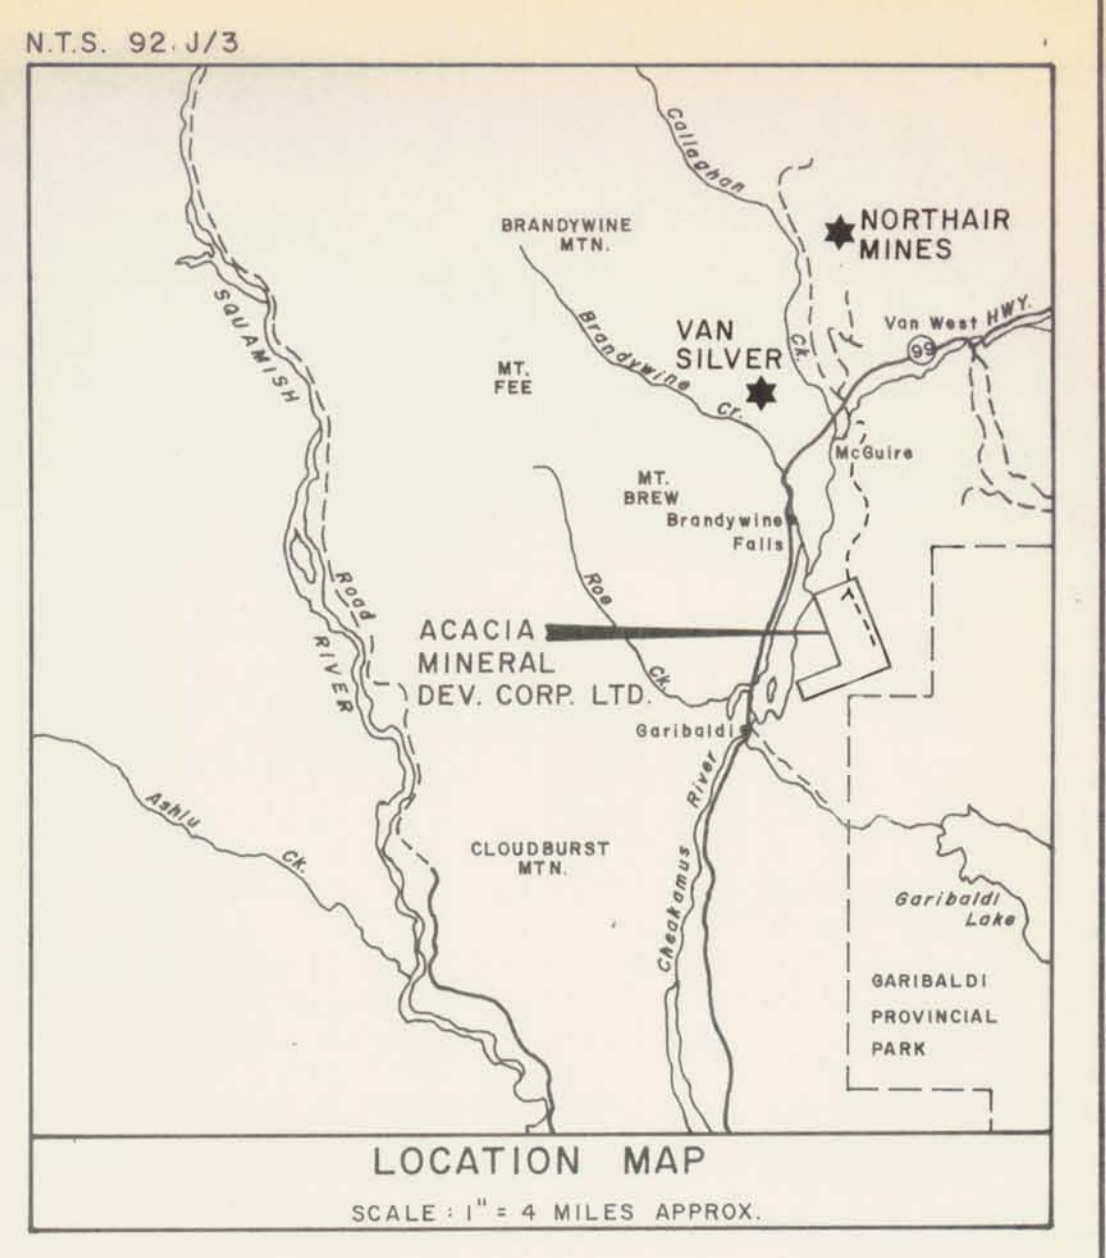 N.T.S. 92.J/3
Callaghan
Ck.
BRANDYWINE
MTN.
NORTHAIR
MINES
SQUAMISH
RIVER
Brandywine
Cr.
VAN
SILVER
Van West HWY.
99
MT.
FEE
McGuire
MT.
BREW
Brandywine
Falls
Road
Roe
Ck.
ACACIA
MINERAL
DEV. CORP. LTD.
Garibaldi
Cheakamus River
Ashlu
Ck.
CLOUDBURST
MTN.
Garibaldi
Lake
GARIBALDI
PROVINCIAL
PARK
LOCATION MAP
SCALE : 1" = 4 MILES APPROX.